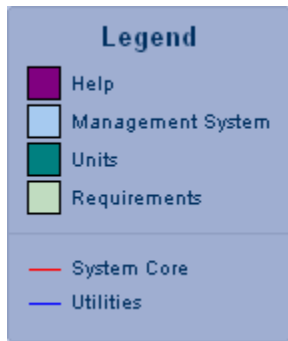 Legend
Help
Management System
Units
Requirements
System Core
Utilities